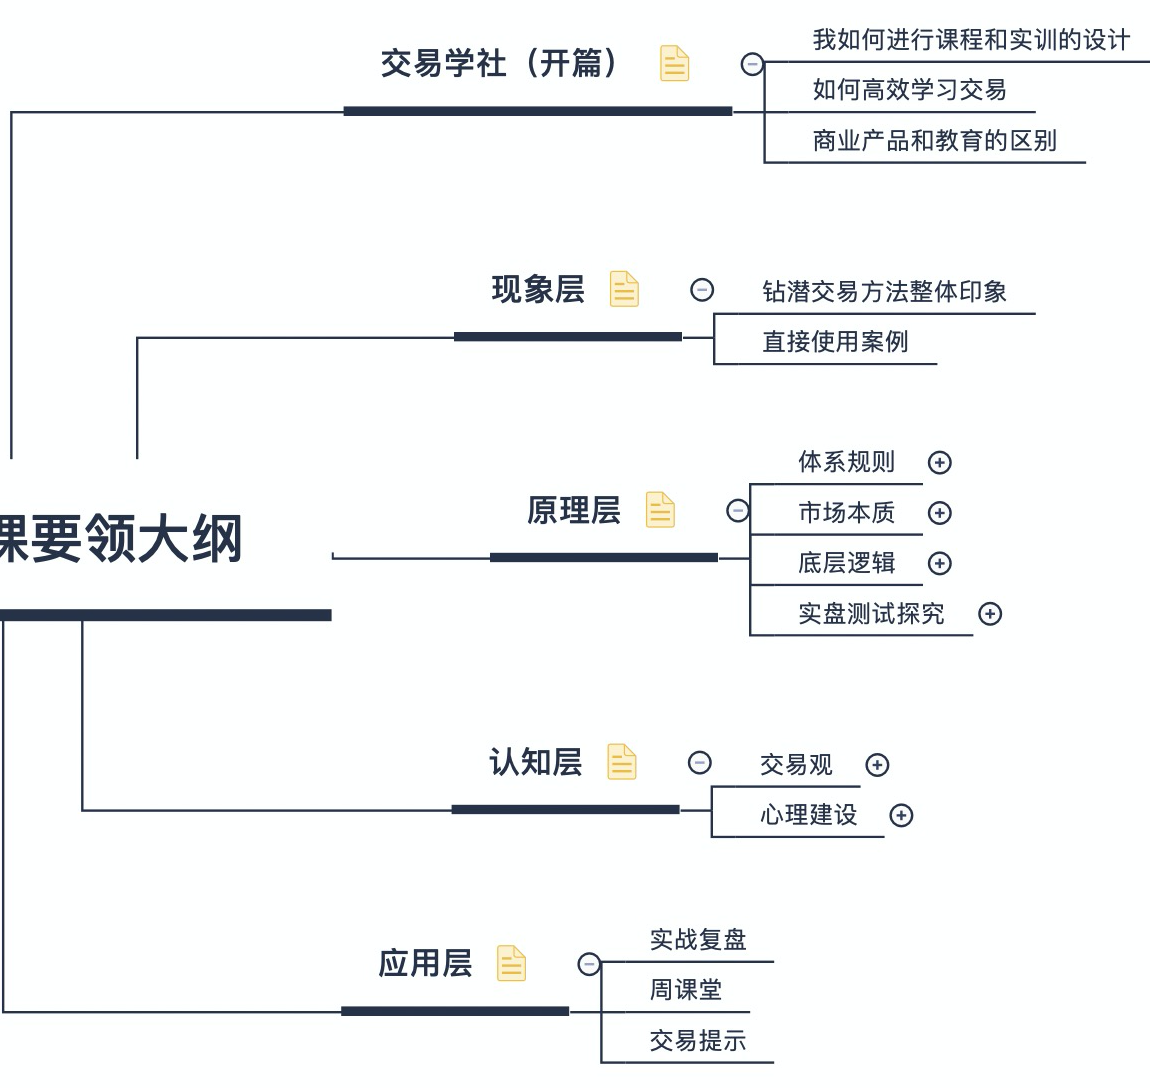 交易学社（开篇）
我如何进行课程和实训的设计
如何高效学习交易
商业产品和教育的区别
现象层
钻潜交易方法整体印象
直接使用案例
课要领大纲
原理层
体系规则
市场本质
底层逻辑
实盘测试探究
认知层
交易观
心理建设
应用层
实战复盘
周课堂
交易提示